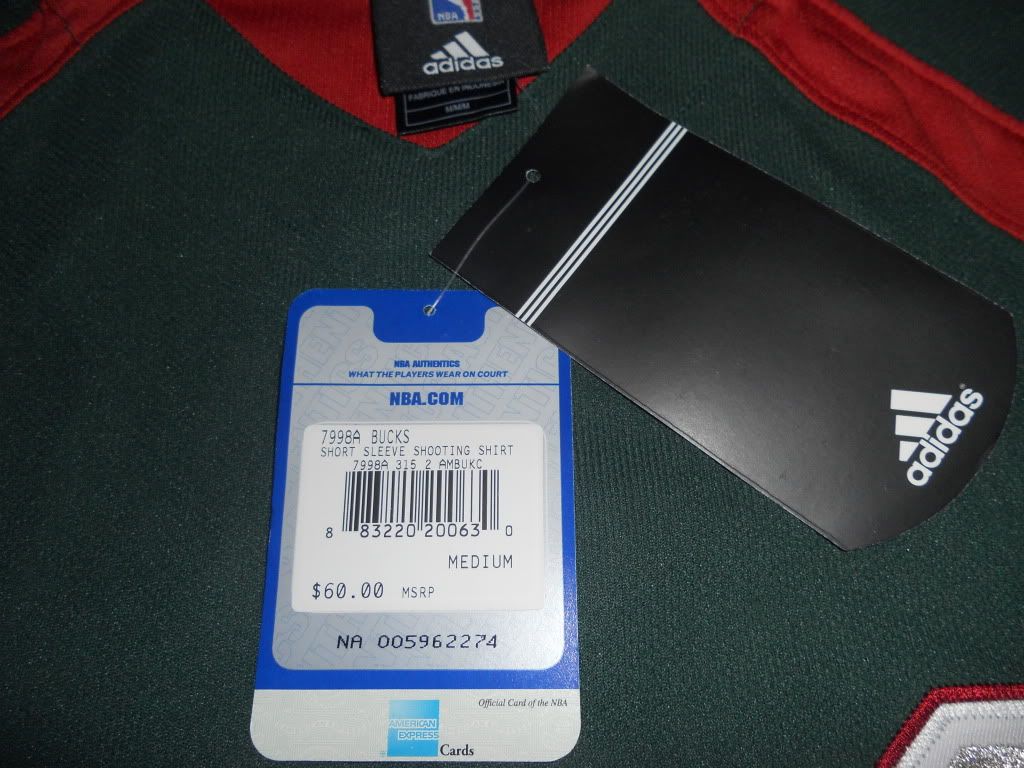 NBA
adidas
FABRIQUE EN INDONESIA
M/M/M
adidas
NBA AUTHENTICS
WHAT THE PLAYERS WEAR ON COURT
NBA.COM
7998A BUCKS
SHORT SLEEVE SHOOTING SHIRT
7998A 315 2 AMBUKC
8 83220 20063 0
MEDIUM
$60.00 MSRP
NA 005962274
Official Card of the NBA
AMERICAN
EXPRESS
Cards